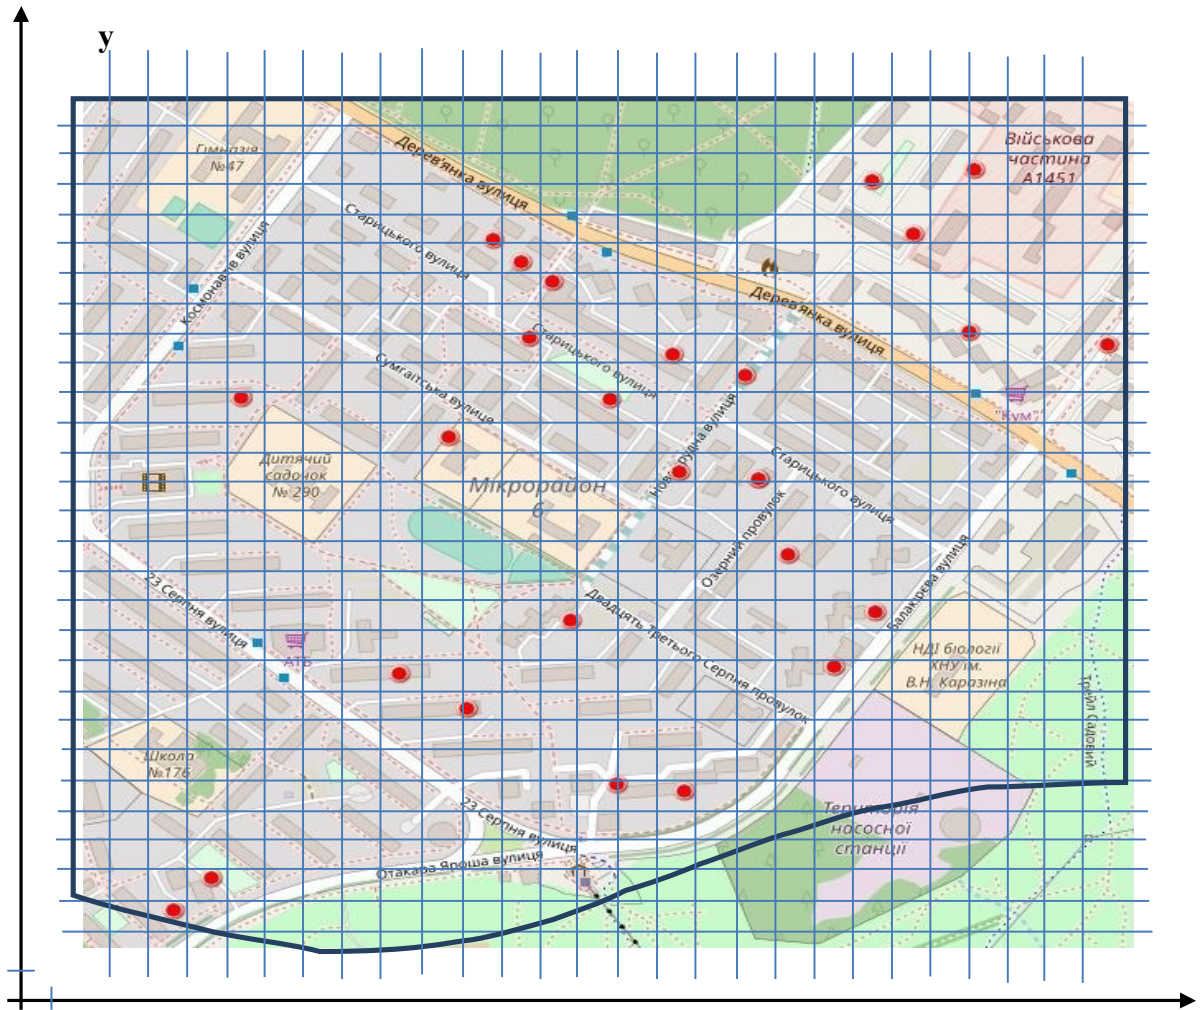 y
Гімназія
№47
Дерев'янка вулиця
Військова
частина
А1451
Старицького вулиця
Космонавтів вулиця
Дерев'янка вулиця
Старицького вулиця
Сумгаїтська вулиця
"Кум"
Новгородська вулиця
Дитячий
садочок
№ 290
Мікрорайон
6
Старицького вулиця
Озерний провулок
Балакірєва вулиця
23 Серпня вулиця
Двадцять Третього Серпня провулок
АТБ
НДІ біології
ХНУ ім.
В.Н. Каразіна
Трейл Садовий
Школа
№176
23 Серпня вулиця
Територія
насосної
станції
Отакара Яроша вулиця